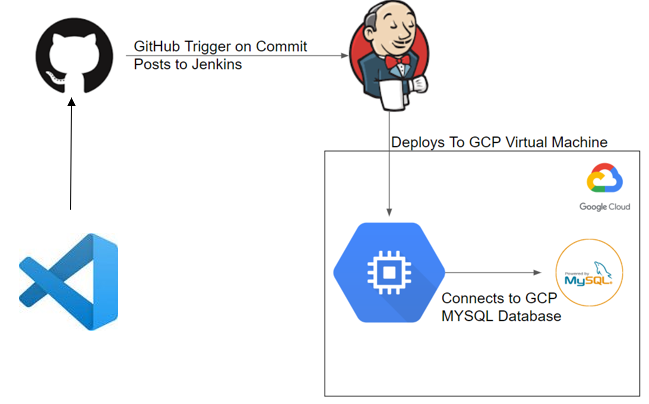 GitHub Trigger on Commit
Posts to Jenkins
Deploys To GCP Virtual Machine
Google Cloud
Powered by
MySQL
Connects to GCP
MYSQL Database